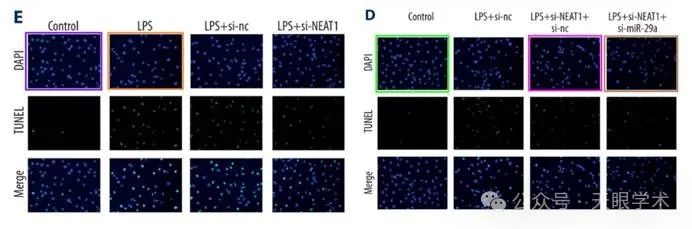 E
Control LPS LPS+si-nc LPS+si-NEAT1
DAPI
TUNEL
Merge
D
Control LPS+si-nc LPS+si-NEAT1+ si-nc LPS+si-NEAT1+ si-miR-29a
DAPI
TUNEL
Merge
公众号·天眼学术